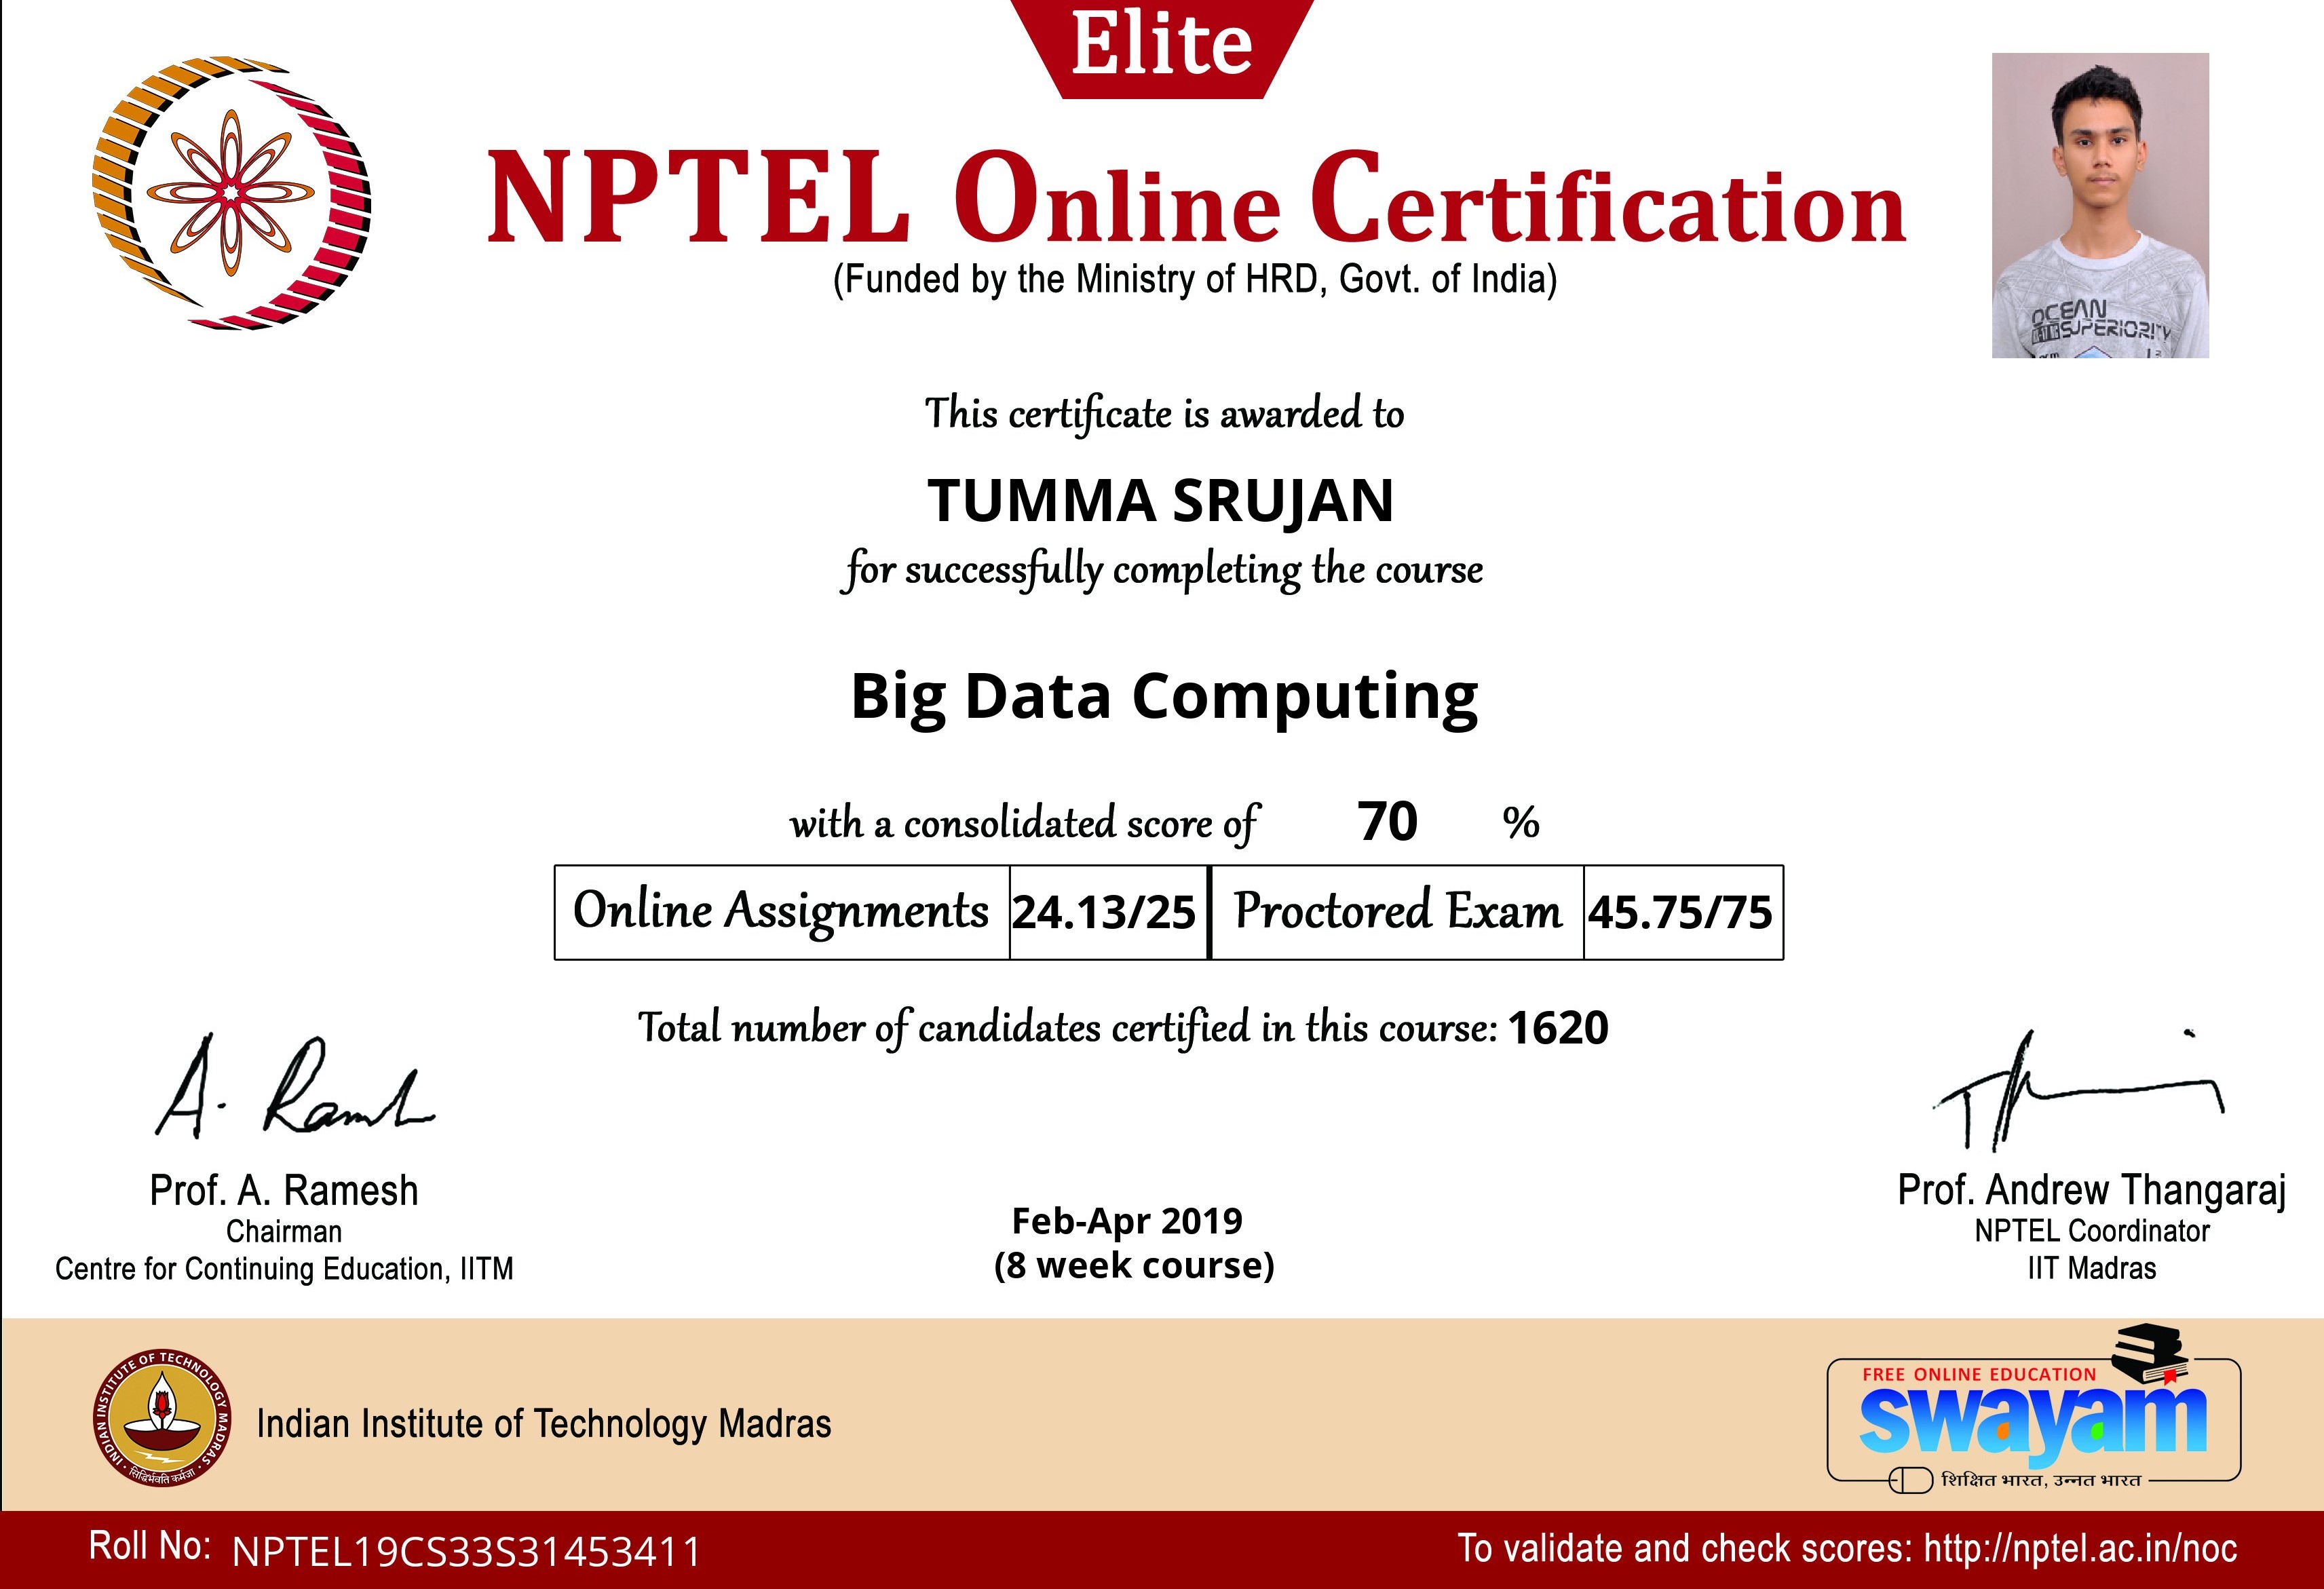 Elite
NPTEL Online Certification
(Funded by the Ministry of HRD, Govt. of India)
OCEAN
SUPERIORITY
This certificate is awarded to
TUMMA SRUJAN
for successfully completing the course
Big Data Computing
with a consolidated score of 70 %
Online Assignments 24.13/25 Proctored Exam 45.75/75
Total number of candidates certified in this course: 1620
A. Ramesh
Prof. A. Ramesh
Chairman
Centre for Continuing Education, IITM
Feb-Apr 2019
(8 week course)
Prof. Andrew Thangaraj
NPTEL Coordinator
IIT Madras
INDIAN INSTITUTE OF TECHNOLOGY MADRAS
सिद्धिर्भवति कर्मजा
Indian Institute of Technology Madras
FREE ONLINE EDUCATION
swayam
शिक्षित भारत, उन्नत भारत
Roll No: NPTEL19CS33S31453411
To validate and check scores: http://nptel.ac.in/noc